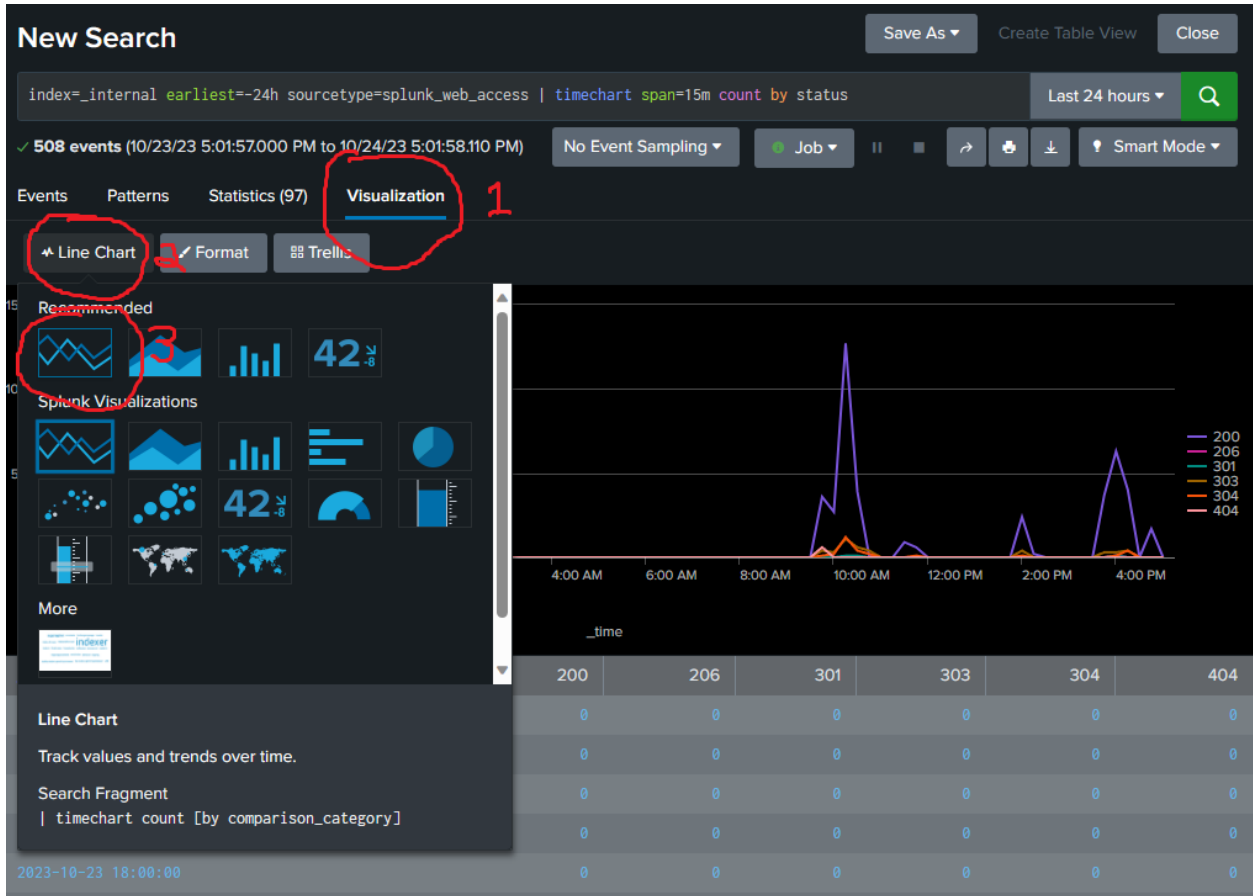 New Search
Save As
Create Table View
Close
index=_internal earliest=-24h sourcetype=splunk_web_access | timechart span=15m count by status
Last 24 hours
508 events (10/23/23 5:01:57.000 PM to 10/24/23 5:01:58.110 PM)
No Event Sampling
Job
Smart Mode
Events
Patterns
Statistics (97)
Visualization
1
Line Chart
2
Format
Trellis
Recommended
3
42
-8
Splunk Visualizations
42
-8
More
indexer
Line Chart
Track values and trends over time.
Search Fragment
| timechart count [by comparison_category]
15
10
5
200
206
301
303
304
404
4:00 AM
6:00 AM
8:00 AM
10:00 AM
12:00 PM
2:00 PM
4:00 PM
_time
200 206 301 303 304 404
0 0 0 0 0 0
0 0 0 0 0 0
0 0 0 0 0 0
0 0 0 0 0 0
2023-10-23 18:00:00 0 0 0 0 0 0